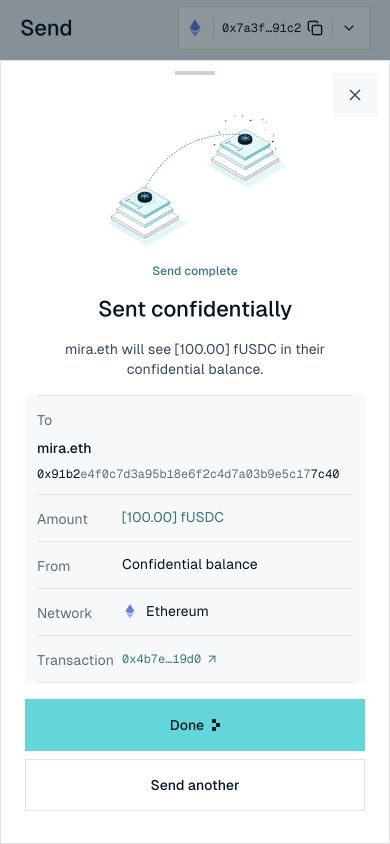 Send
0x7a3f…91c2
Send complete
Sent confidentially
mira.eth will see [100.00] fUSDC in their
confidential balance.
To
mira.eth
0x91b2e4f0c7d3a95b18e6f2c4d7a03b9e5c177c40
Amount [100.00] fUSDC
From Confidential balance
Network Ethereum
Transaction 0x4b7e…19d0 ↗
Done
Send another